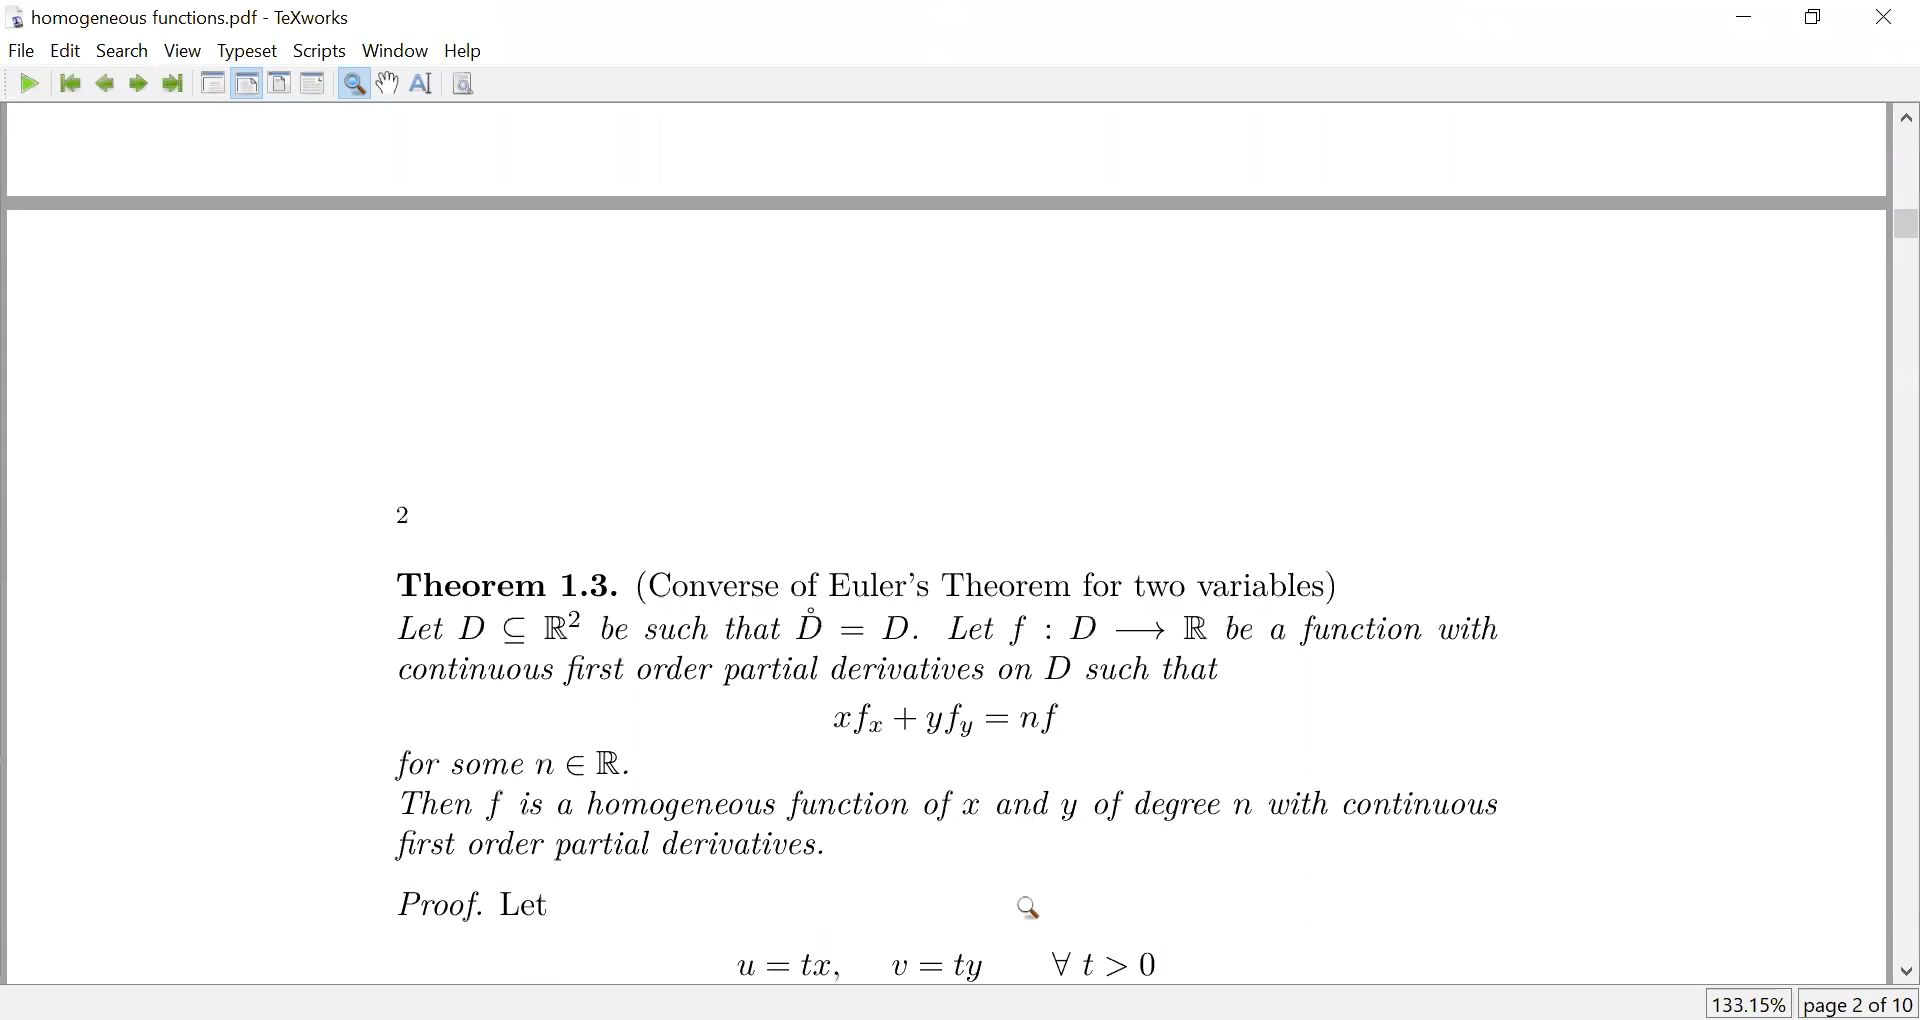 homogeneous functions.pdf - TeXworks
File Edit Search View Typeset Scripts Window Help
2
Theorem 1.3. (Converse of Euler's Theorem for two variables)
Let D ⊆ ℝ² be such that D̊ = D. Let f : D ⟶ ℝ be a function with
continuous first order partial derivatives on D such that
xfₓ + yf_y = nf
for some n ∈ ℝ.
Then f is a homogeneous function of x and y of degree n with continuous
first order partial derivatives.
Proof. Let
u = tx, v = ty ∀ t > 0
133.15% page 2 of 10